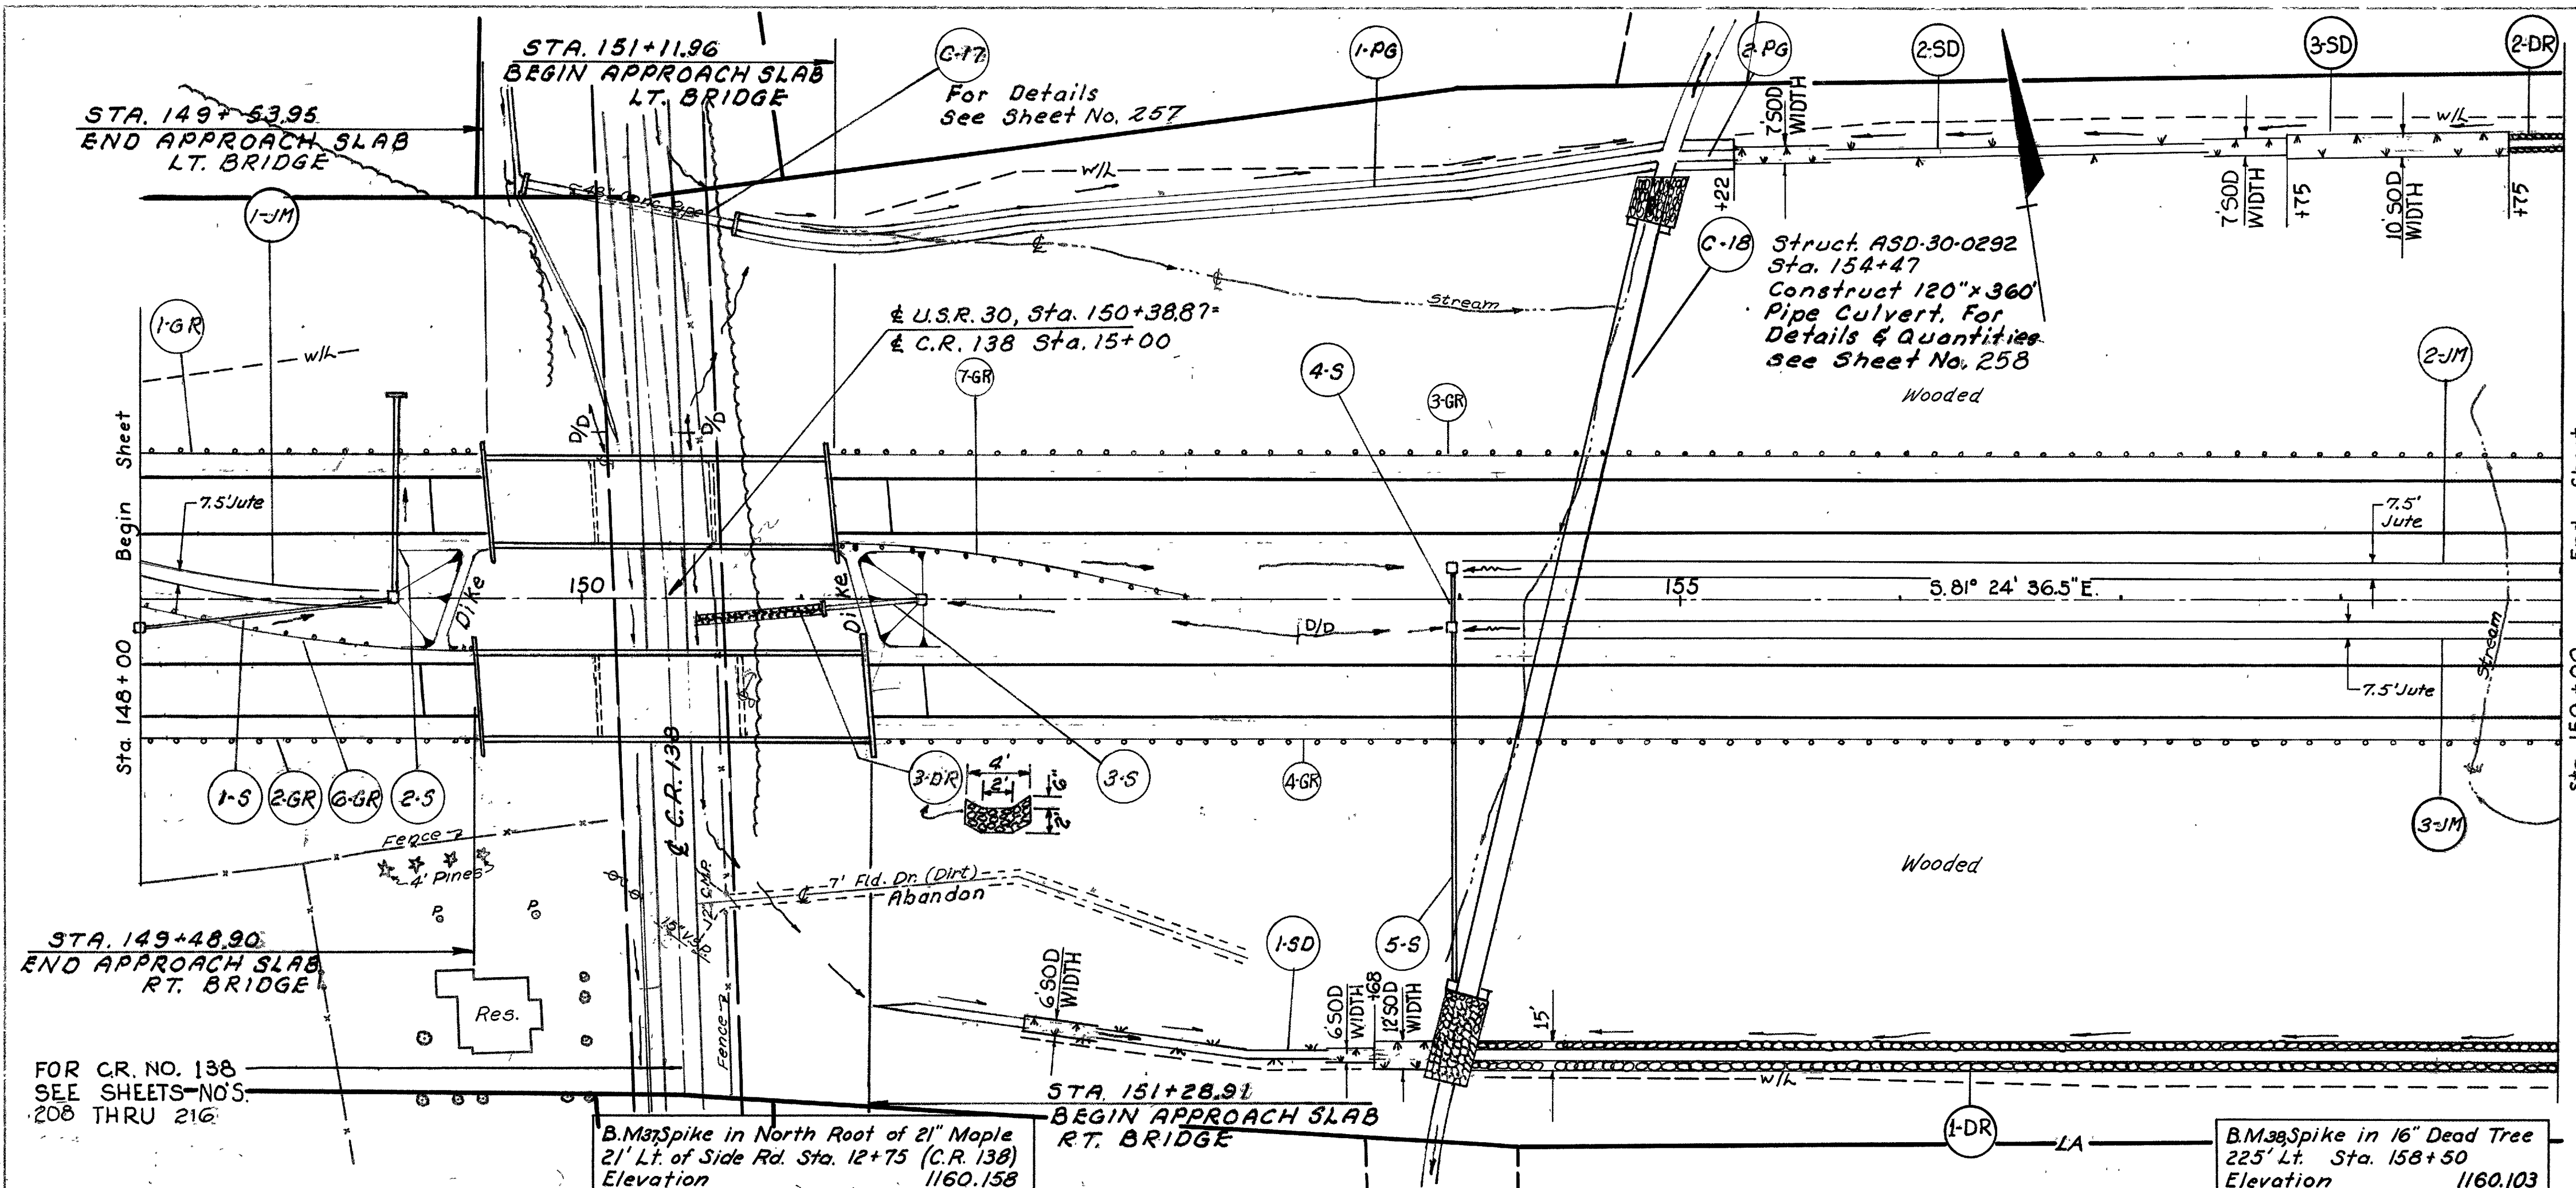 STA. 151+11.96
BEGIN APPROACH SLAB
LT. BRIDGE
STA. 149+53.95
END APPROACH SLAB
LT. BRIDGE
C-17
For Details
see Sheet No. 257
1-PG
2-PG
2-SD
3-SD
2-DR
7' SOD
WIDTH
W/L
W/L
+22
7' SOD
WIDTH
+75
10' SOD
WIDTH
+75
1-JM
48" Conc. Pipe
C-18
Struct. ASD-30-0292
Sta. 154+47
Construct 120" x 360'
Pipe Culvert. For
Details & Quantities
see Sheet No. 258
Wooded
Stream
℄
℄
℄ U.S.R. 30, Sta. 150+38.87=
℄ C.R. 138 Sta. 15+00
1-GR
W/L
7-GR
4-S
3-GR
2-JM
D/D
D/D
Begin Sheet
Sta. 148+00
7.5' Jute
7.5'
Jute
Dike
150
Dike
155
S. 81° 24' 36.5" E.
D/D
7.5' Jute
Stream
1-S
2-GR
6-GR
2-S
℄ C.R. 138
3-DR
4'
2'
6"
2'
3-S
4-GR
3-JM
Fence
4' Pines
12" C.M.P.
7' Fld. Dr. (Dirt)
Abandon
℄
P
P
Wooded
STA. 149+48.90
END APPROACH SLAB
RT. BRIDGE
Res.
Fence
1-SD
5-S
6' SOD
WIDTH
6' SOD
WIDTH
+68
12' SOD
WIDTH
15'
W/L
FOR C.R. NO. 138
SEE SHEETS NO'S.
208 THRU 216
STA. 151+28.91
BEGIN APPROACH SLAB
RT. BRIDGE
1-DR
LA
B.M.37 Spike in North Root of 21" Maple
21' Lt. of Side Rd. Sta. 12+75 (C.R. 138)
Elevation 1160.158
B.M.38 Spike in 16" Dead Tree
225' Lt. Sta. 158+50
Elevation 1160.103